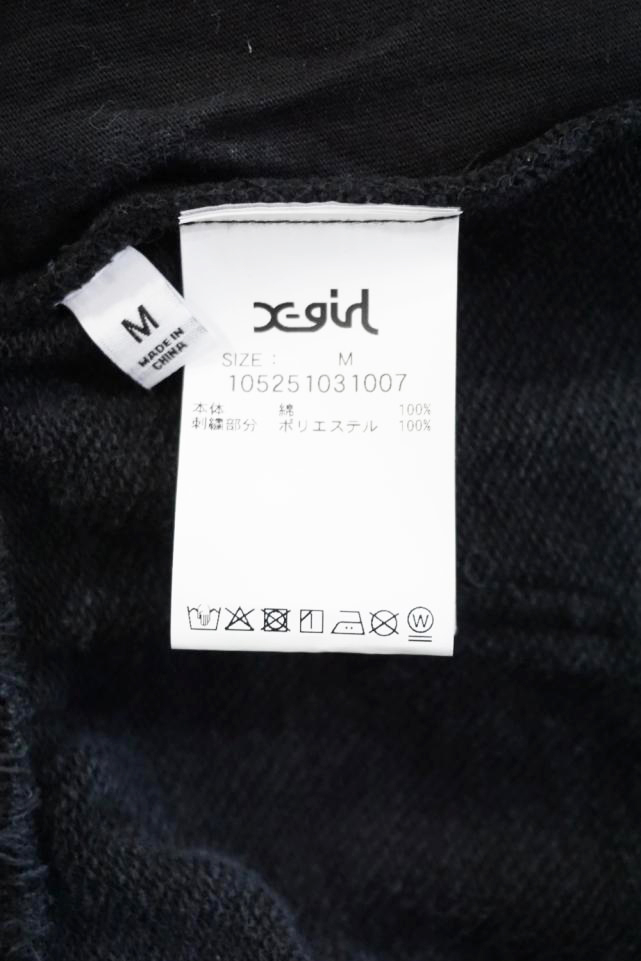 M
MADE IN
CHINA
x-girl
SIZE : M
105251031007
本体 綿 100%
刺繍部分 ポリエステル 100%
W